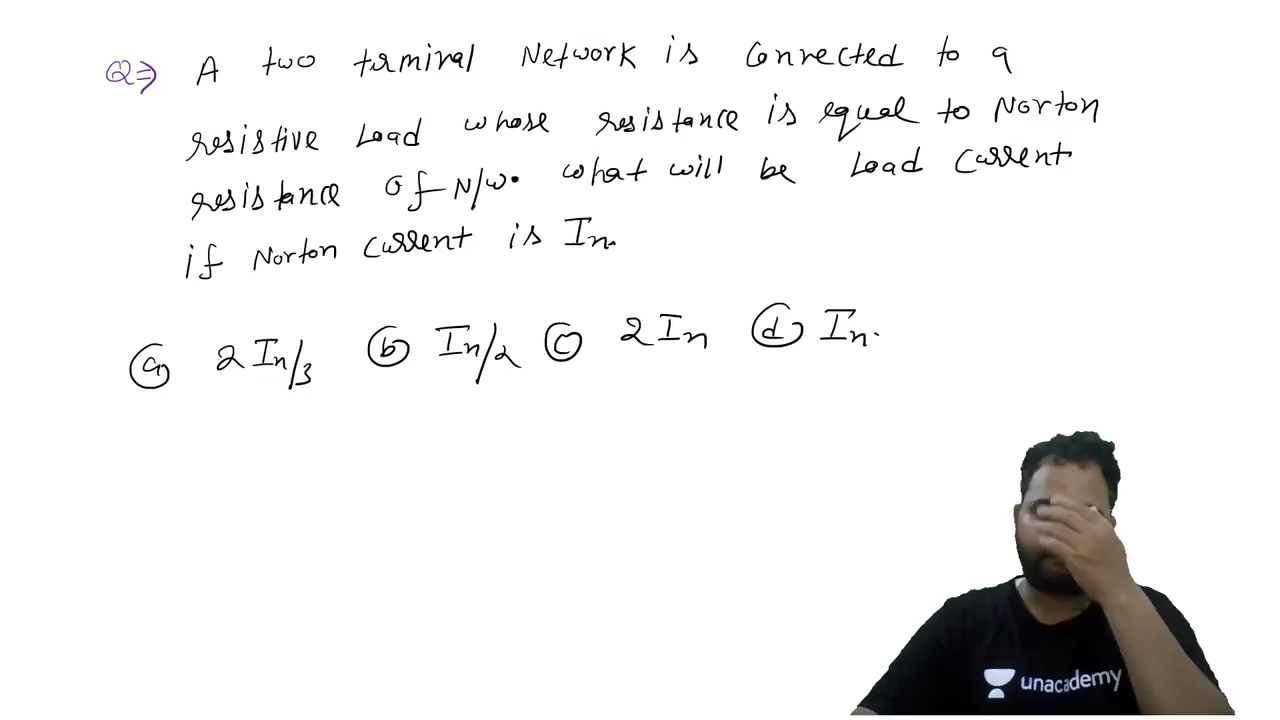 Q⇒ A two terminal Network is connected to a
resistive Load whose resistance is equal to Norton
resistance of N/w. what will be Load current
if Norton current is In.
ⓐ 2In/3 ⓑ In/2 ⓒ 2In ⓓ In.
unacademy